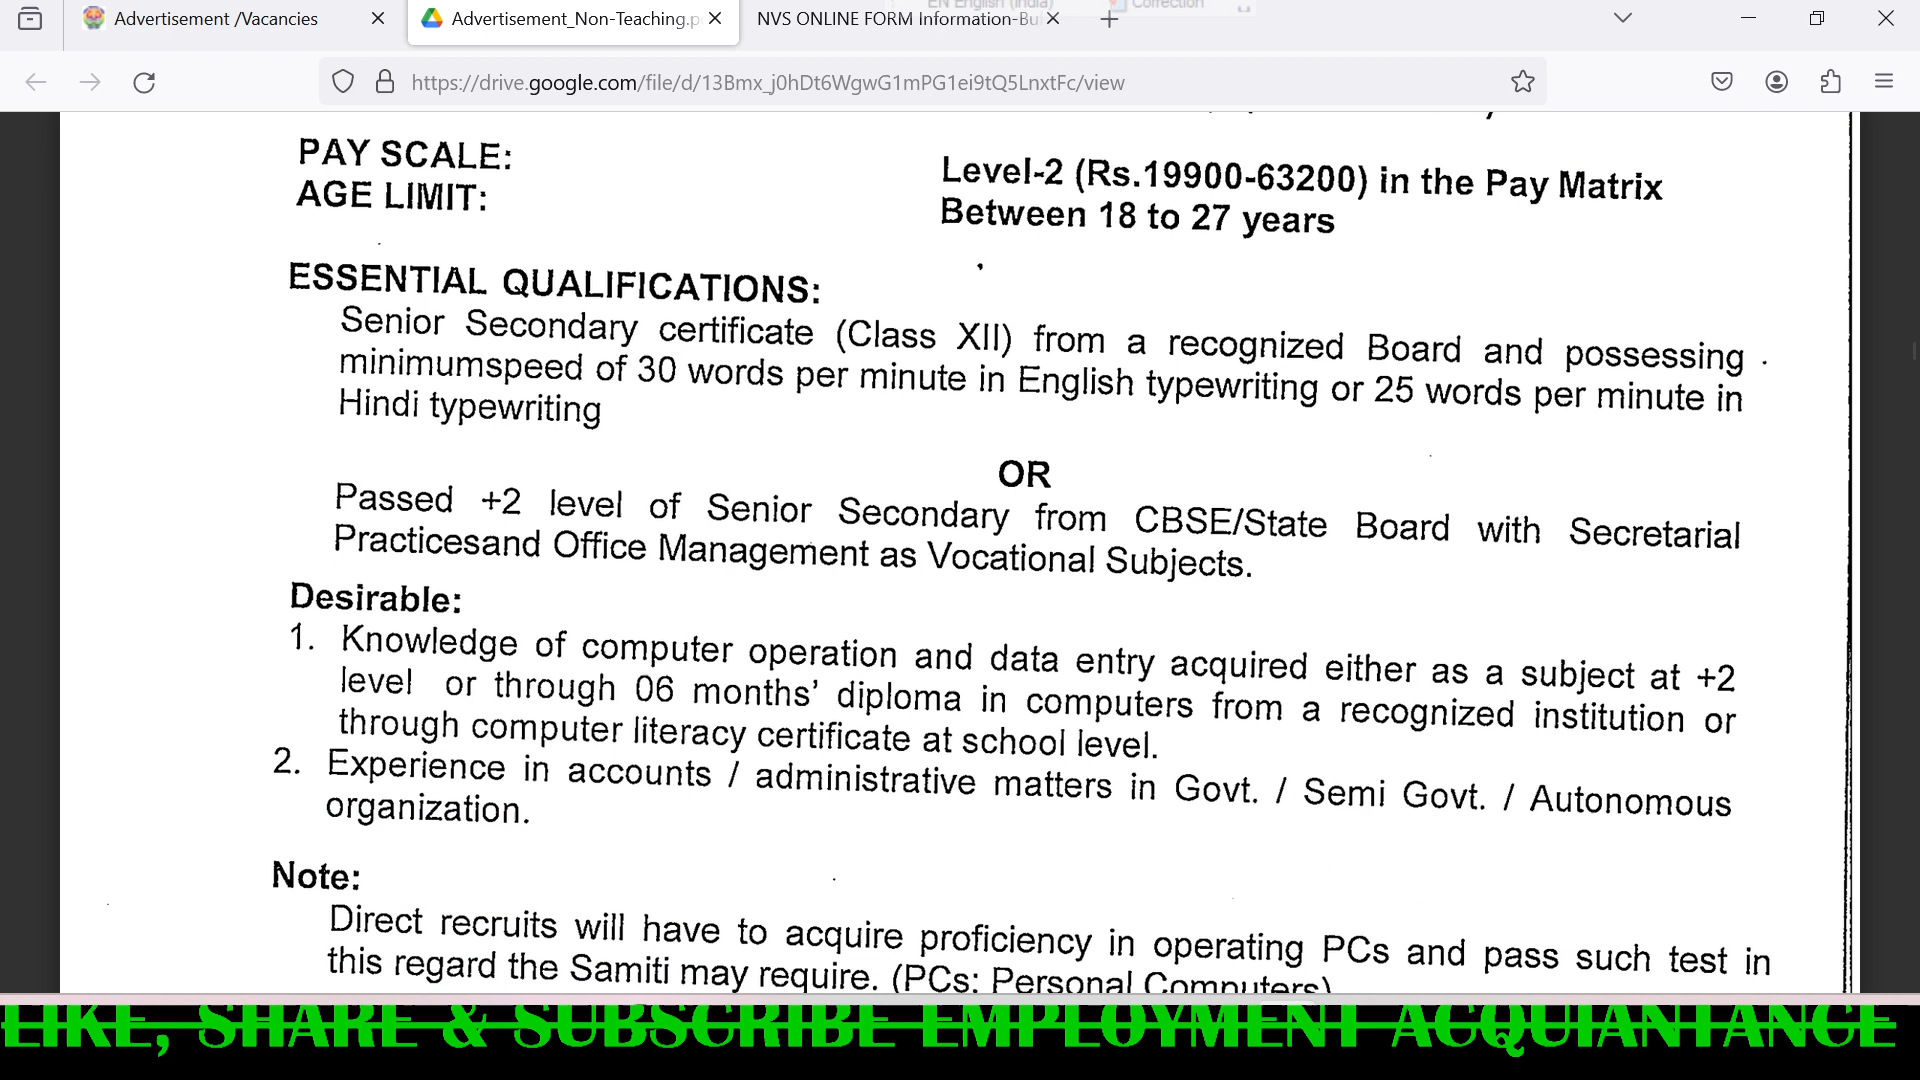 EN English (India) Correction
Advertisement /Vacancies Advertisement_Non-Teaching.p NVS ONLINE FORM Information-Bu
https://drive.google.com/file/d/13Bmx_j0hDt6WgwG1mPG1ei9tQ5LnxtFc/view
PAY SCALE: Level-2 (Rs.19900-63200) in the Pay Matrix
AGE LIMIT: Between 18 to 27 years
ESSENTIAL QUALIFICATIONS:
Senior Secondary certificate (Class XII) from a recognized Board and possessing
minimumspeed of 30 words per minute in English typewriting or 25 words per minute in
Hindi typewriting
OR
Passed +2 level of Senior Secondary from CBSE/State Board with Secretarial
Practicesand Office Management as Vocational Subjects.
Desirable:
1. Knowledge of computer operation and data entry acquired either as a subject at +2
level or through 06 months’ diploma in computers from a recognized institution or
through computer literacy certificate at school level.
2. Experience in accounts / administrative matters in Govt. / Semi Govt. / Autonomous
organization.
Note:
Direct recruits will have to acquire proficiency in operating PCs and pass such test in
this regard the Samiti may require. (PCs: Personal Computers)
LIKE, SHARE & SUBSCRIBE EMPLOYMENT ACQUIANTANCE